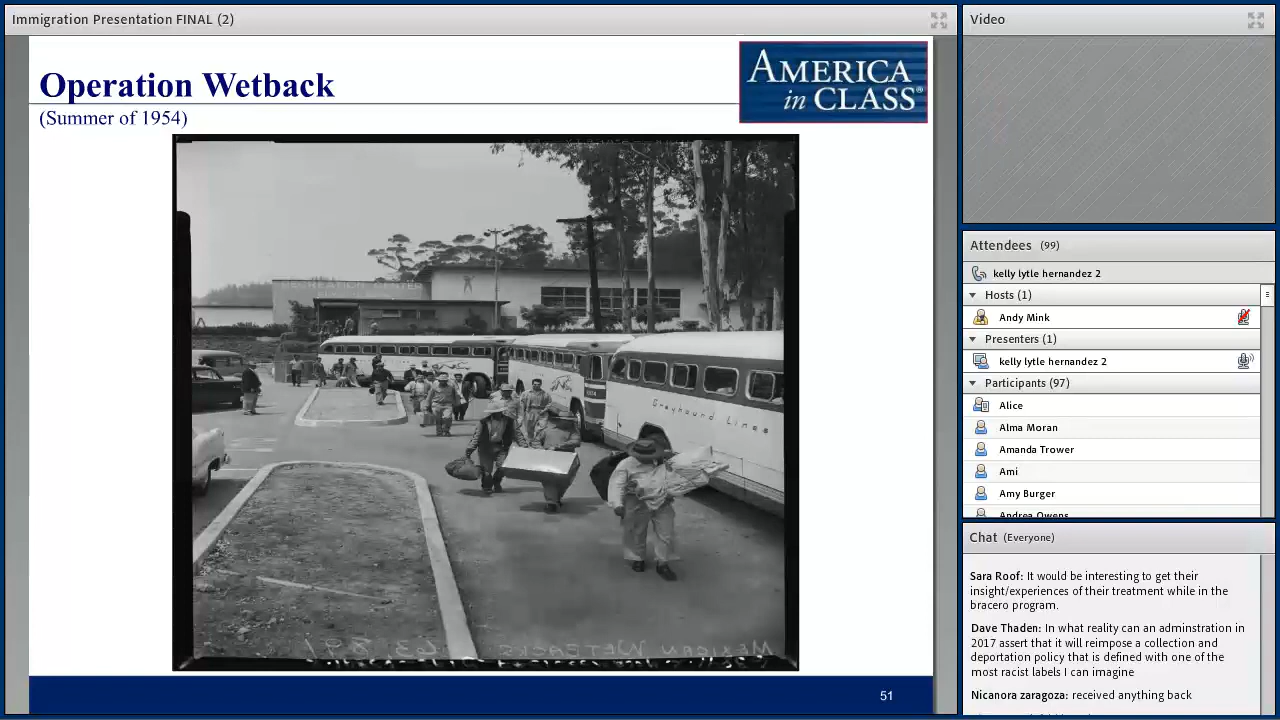 Immigration Presentation FINAL (2)
Operation Wetback
(Summer of 1954)
AMERICA
in CLASS®
RECREATION CENTER
Greyhound Lines
MEXICAN WETBACKS
51
Video
Attendees (99)
kelly lytle hernandez 2
Hosts (1)
Andy Mink
Presenters (1)
kelly lytle hernandez 2
Participants (97)
Alice
Alma Moran
Amanda Trower
Ami
Amy Burger
Andrea Owens
Chat (Everyone)
Sara Roof: It would be interesting to get their
insight/experiences of their treatment while in the
bracero program.
Dave Thaden: In what reality can an adminstration in
2017 assert that it will reimpose a collection and
deportation policy that is defined with one of the
most racist labels I can imagine
Nicanora zaragoza: received anything back